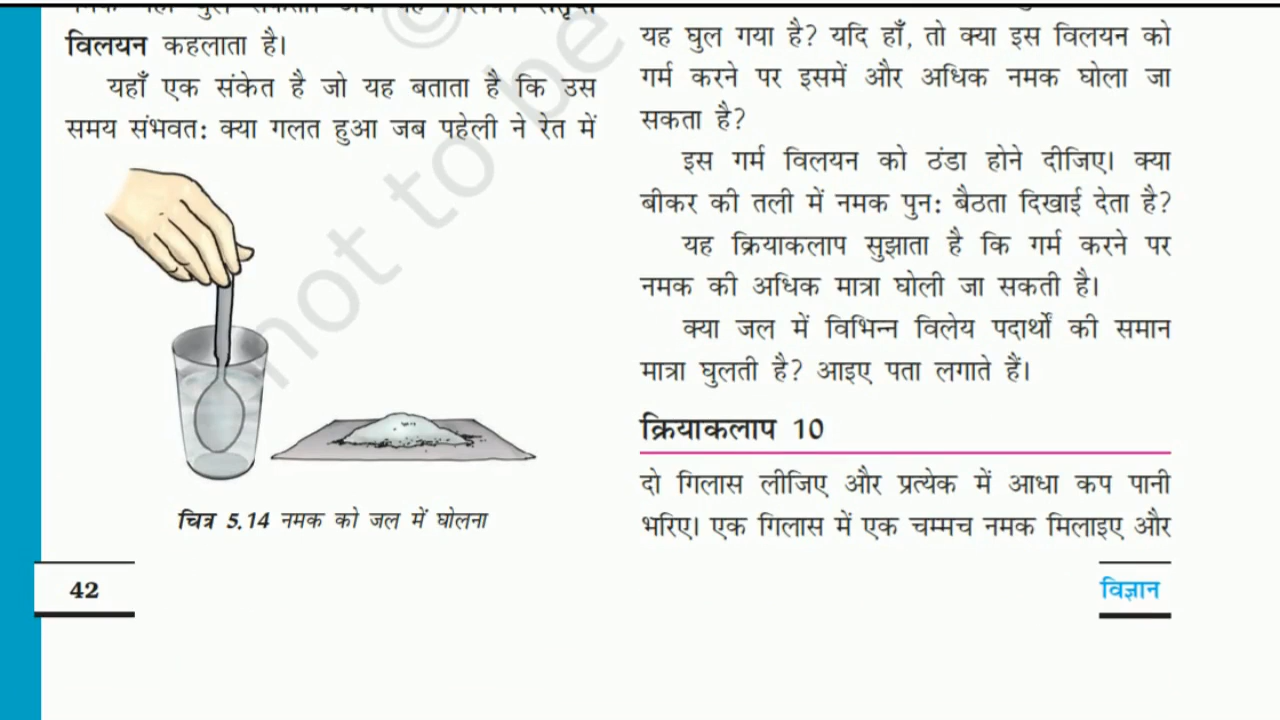 विलयन कहलाता है।
यहाँ एक संकेत है जो यह बताता है कि उस
समय संभवत: क्या गलत हुआ जब पहेली ने रेत में
चित्र 5.14 नमक को जल में घोलना
42
यह घुल गया है? यदि हाँ, तो क्या इस विलयन को
गर्म करने पर इसमें और अधिक नमक घोला जा
सकता है?
इस गर्म विलयन को ठंडा होने दीजिए। क्या
बीकर की तली में नमक पुन: बैठता दिखाई देता है?
यह क्रियाकलाप सुझाता है कि गर्म करने पर
नमक की अधिक मात्रा घोली जा सकती है।
क्या जल में विभिन्न विलेय पदार्थों की समान
मात्रा घुलती है? आइए पता लगाते हैं।
क्रियाकलाप 10
दो गिलास लीजिए और प्रत्येक में आधा कप पानी
भरिए। एक गिलास में एक चम्मच नमक मिलाइए और
विज्ञान
not to be
©